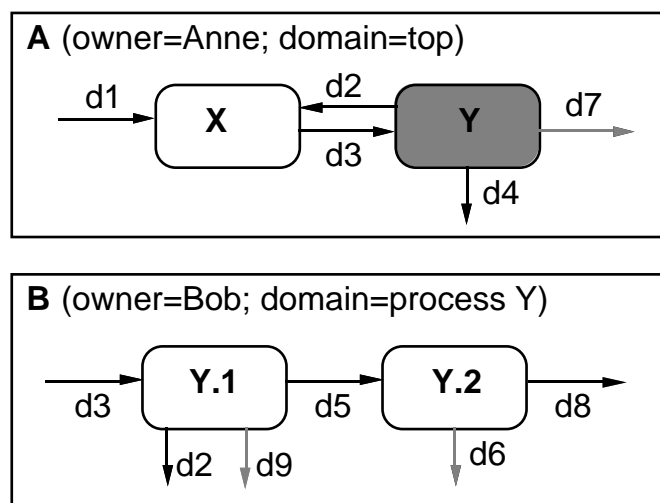 A (owner=Anne; domain=top)
d1
X
d2
d3
Y
d7
d4
B (owner=Bob; domain=process Y)
d3
Y.1
d5
Y.2
d8
d2
d9
d6